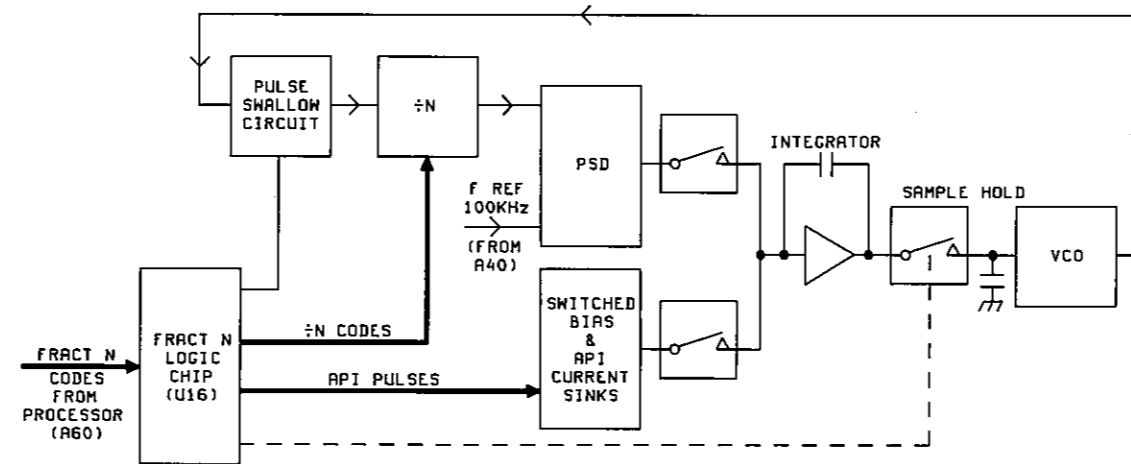 PULSE
SWALLOW
CIRCUIT
÷N
PSD
F REF
100KHz
(FROM
A40)
INTEGRATOR
SAMPLE HOLD
VCO
SWITCHED
BIAS
&
API
CURRENT
SINKS
÷N CODES
API PULSES
FRACT N
LOGIC
CHIP
(U16)
FRACT N
CODES
FROM
PROCESSOR
(A60)